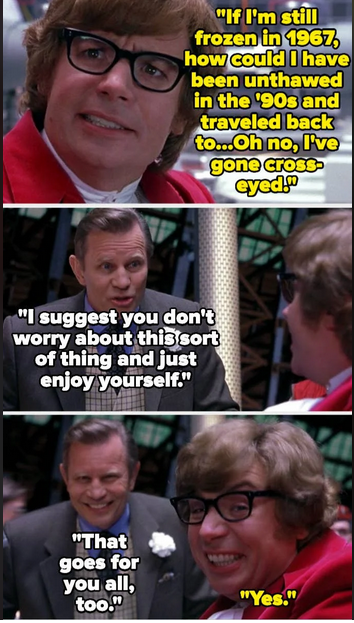 "If I'm still
frozen in 1967,
how could I have
been unthawed
in the '90s and
traveled back
to...Oh no, I've
gone cross-
eyed."
"I suggest you don't
worry about this sort
of thing and just
enjoy yourself."
"That
goes for
you all,
too."
"Yes."